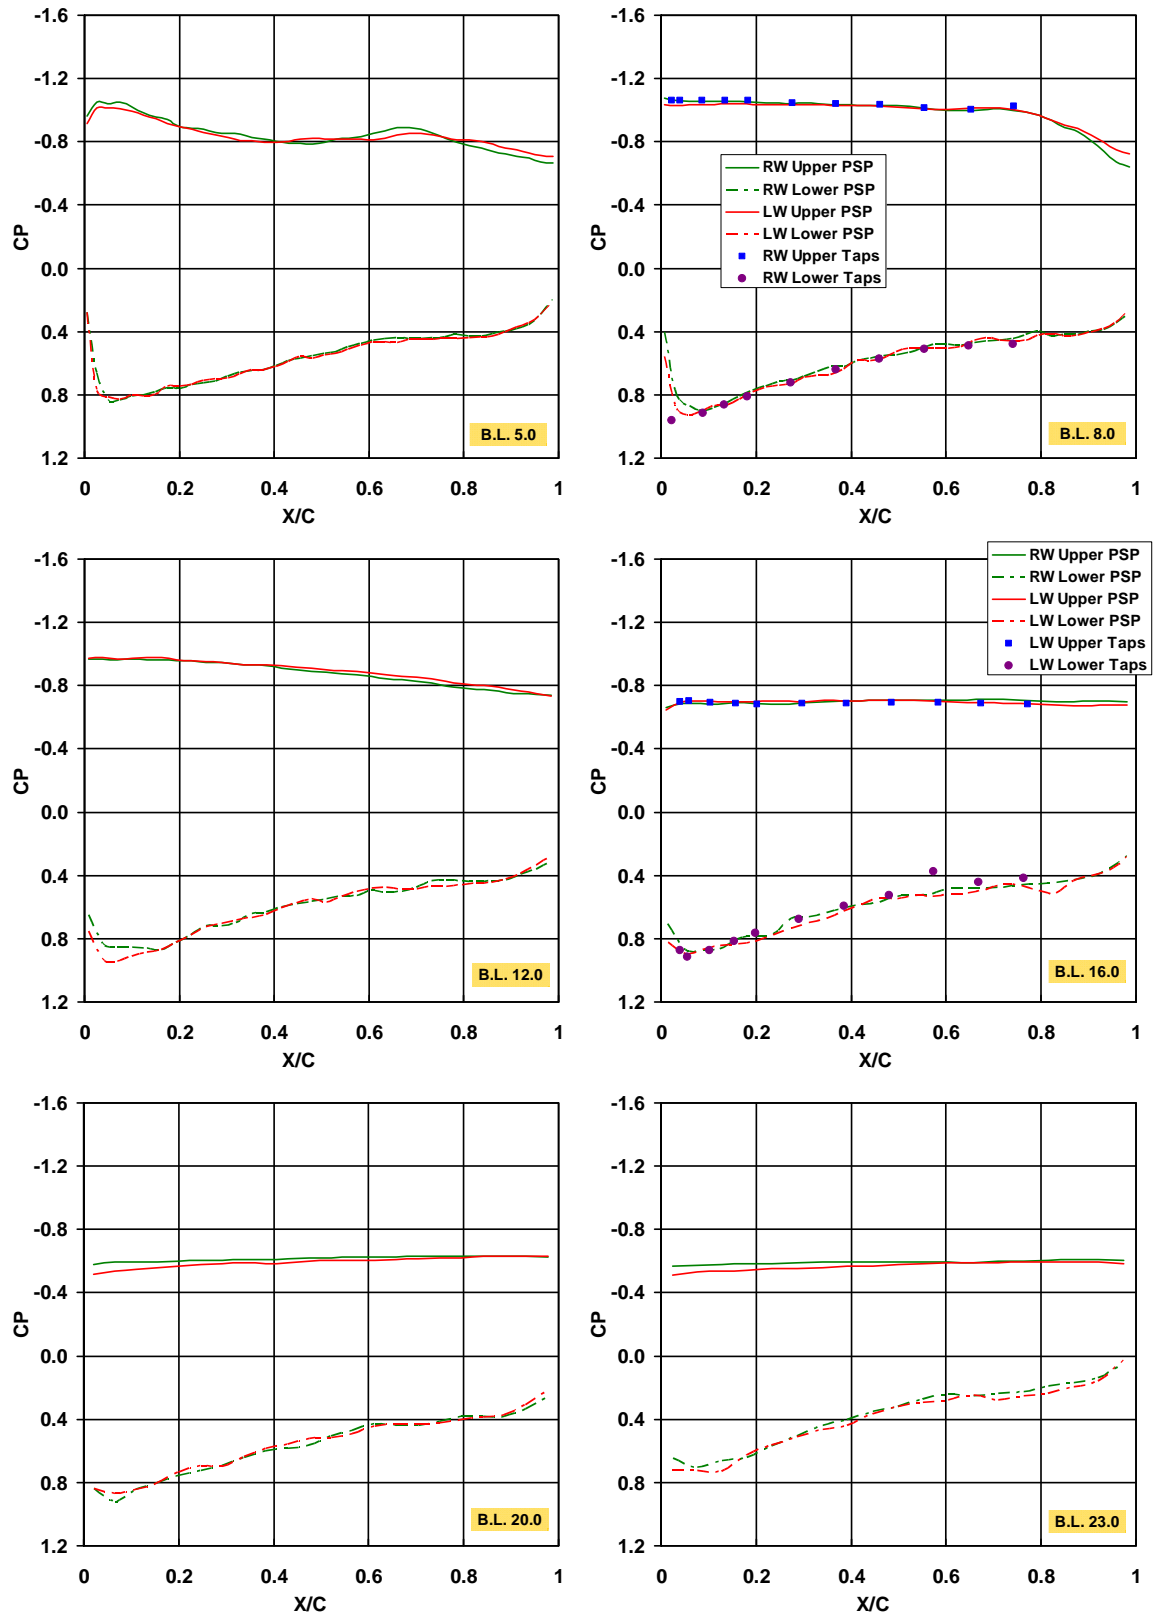 -1.6
-1.2
-0.8
-0.4
0.0
0.4
0.8
1.2
CP
0 0.2 0.4 0.6 0.8 1
X/C
B.L. 5.0
-1.6
-1.2
-0.8
-0.4
0.0
0.4
0.8
1.2
CP
0 0.2 0.4 0.6 0.8 1
X/C
RW Upper PSP
RW Lower PSP
LW Upper PSP
LW Lower PSP
RW Upper Taps
RW Lower Taps
B.L. 8.0
-1.6
-1.2
-0.8
-0.4
0.0
0.4
0.8
1.2
CP
0 0.2 0.4 0.6 0.8 1
X/C
B.L. 12.0
-1.6
-1.2
-0.8
-0.4
0.0
0.4
0.8
1.2
CP
0 0.2 0.4 0.6 0.8 1
X/C
RW Upper PSP
RW Lower PSP
LW Upper PSP
LW Lower PSP
LW Upper Taps
LW Lower Taps
B.L. 16.0
-1.6
-1.2
-0.8
-0.4
0.0
0.4
0.8
1.2
CP
0 0.2 0.4 0.6 0.8 1
X/C
B.L. 20.0
-1.6
-1.2
-0.8
-0.4
0.0
0.4
0.8
1.2
CP
0 0.2 0.4 0.6 0.8 1
X/C
B.L. 23.0